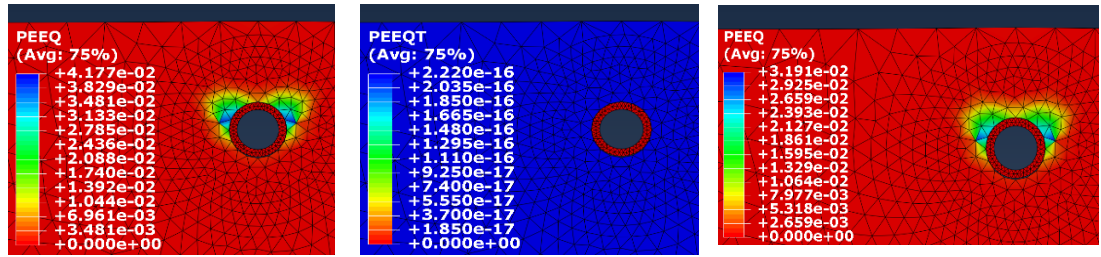 PEEQ
(Avg: 75%)
+4.177e-02
+3.829e-02
+3.481e-02
+3.133e-02
+2.785e-02
+2.436e-02
+2.088e-02
+1.740e-02
+1.392e-02
+1.044e-02
+6.961e-03
+3.481e-03
+0.000e+00
PEEQT
(Avg: 75%)
+2.220e-16
+2.035e-16
+1.850e-16
+1.665e-16
+1.480e-16
+1.295e-16
+1.110e-16
+9.250e-17
+7.400e-17
+5.550e-17
+3.700e-17
+1.850e-17
+0.000e+00
PEEQ
(Avg: 75%)
+3.191e-02
+2.925e-02
+2.659e-02
+2.393e-02
+2.127e-02
+1.861e-02
+1.595e-02
+1.329e-02
+1.064e-02
+7.977e-03
+5.318e-03
+2.659e-03
+0.000e+00